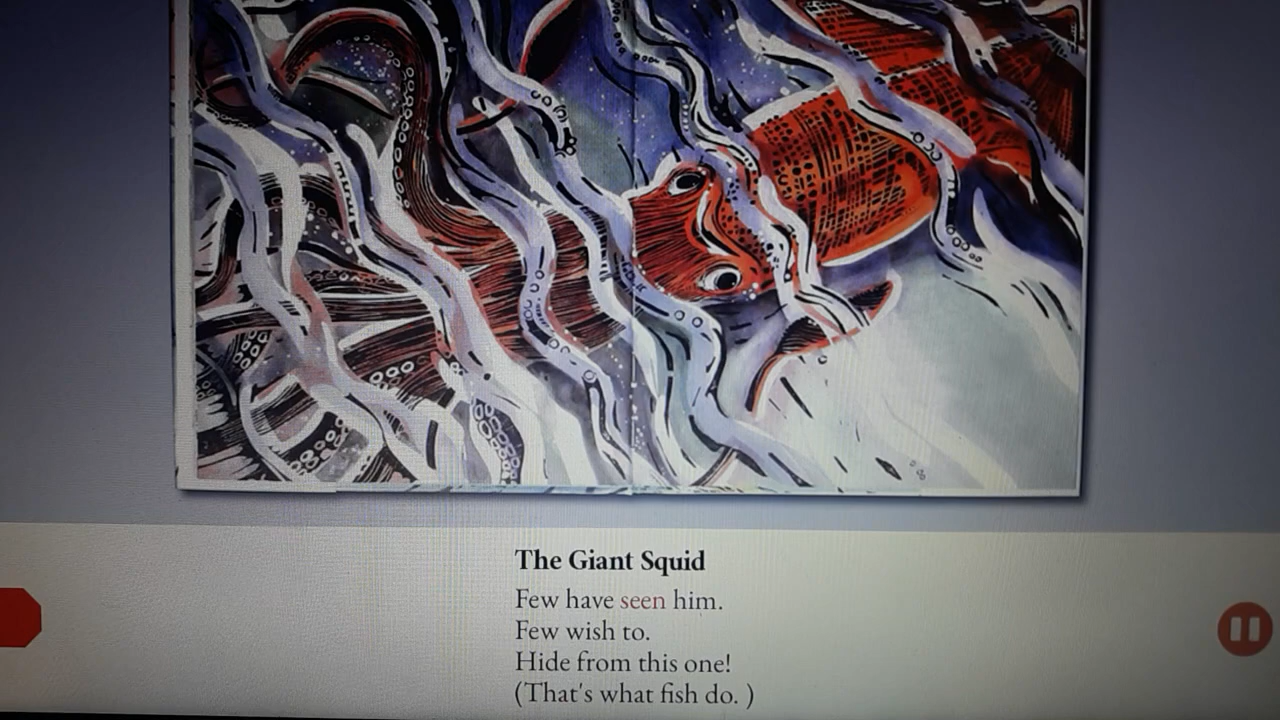 The Giant Squid
Few have seen him.
Few wish to.
Hide from this one!
(That's what fish do. )